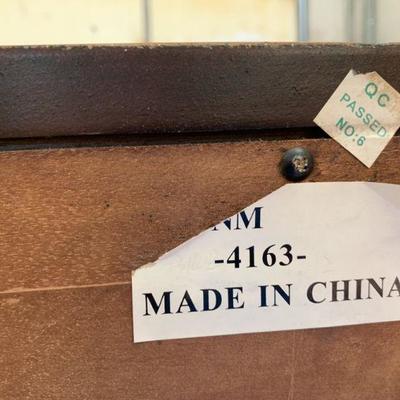 QC
PASSED
NO:6
NM
-4163-
MADE IN CHINA